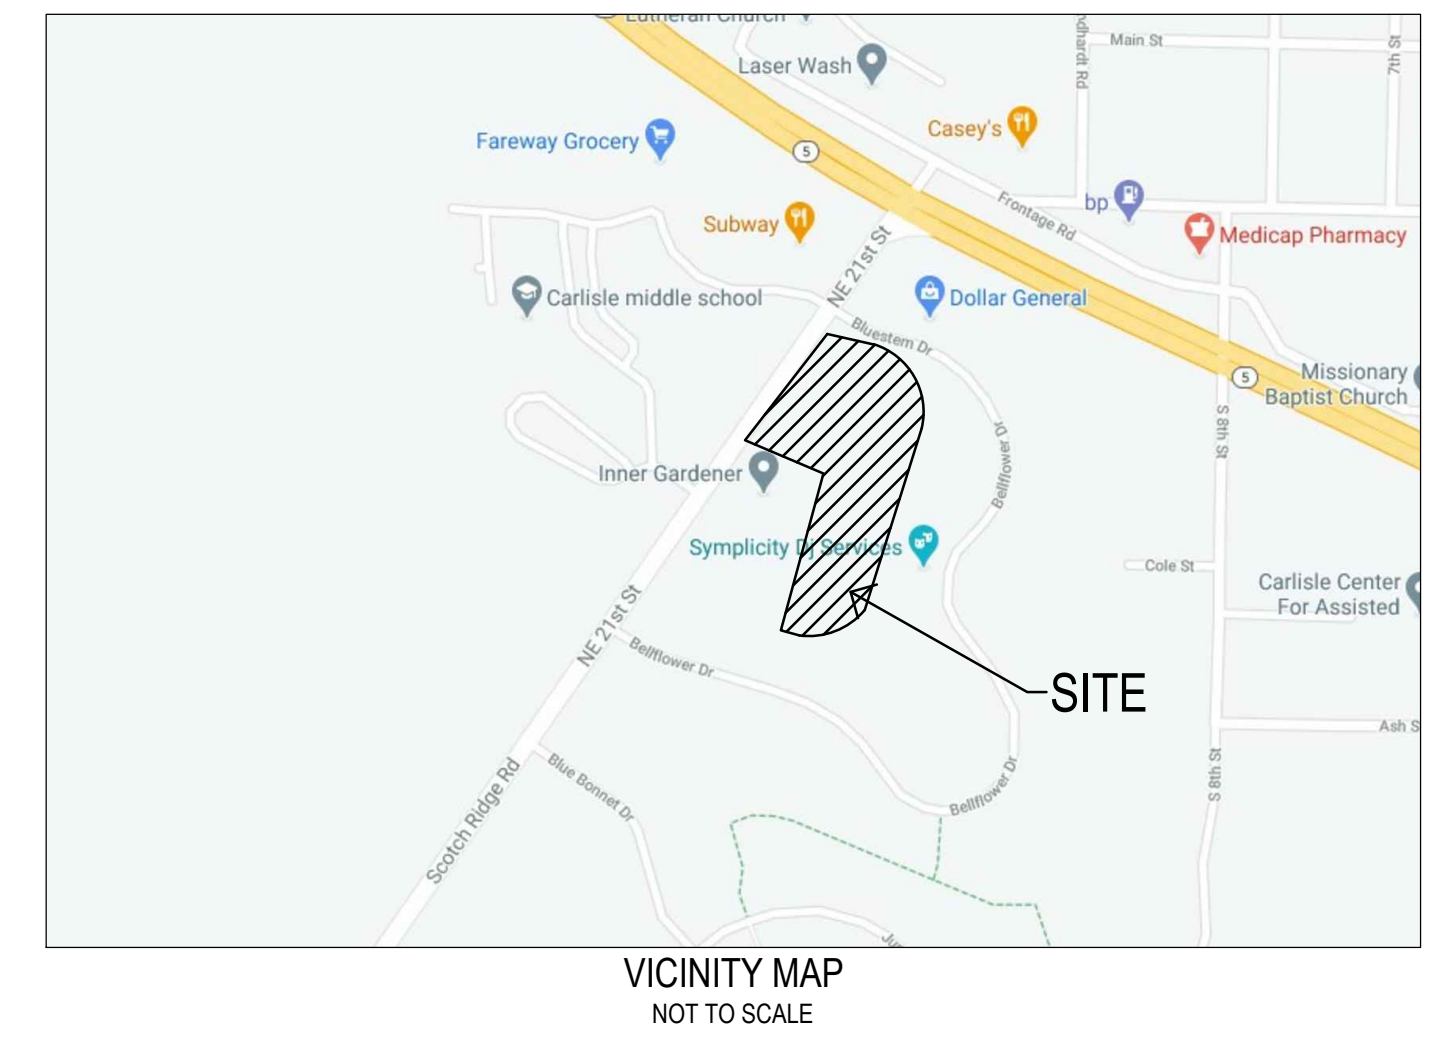 Lutheran Church
Main St
7th St
Laser Wash
Casey's
Fareway Grocery
5
Frontage Rd
bp
Subway
NE 21st St
Medicap Pharmacy
Carlisle middle school
Dollar General
Bluestem Dr
Missionary
Baptist Church
5
S 8th St
Bellflower Dr
Inner Gardener
Symplicity Dj Services
Cole St
Carlisle Center
For Assisted
NE 21st St
Bellflower Dr
SITE
Ash S
Blue Bonnet Dr
S 8th St
Bellflower Dr
Scotch Ridge Rd
VICINITY MAP
NOT TO SCALE